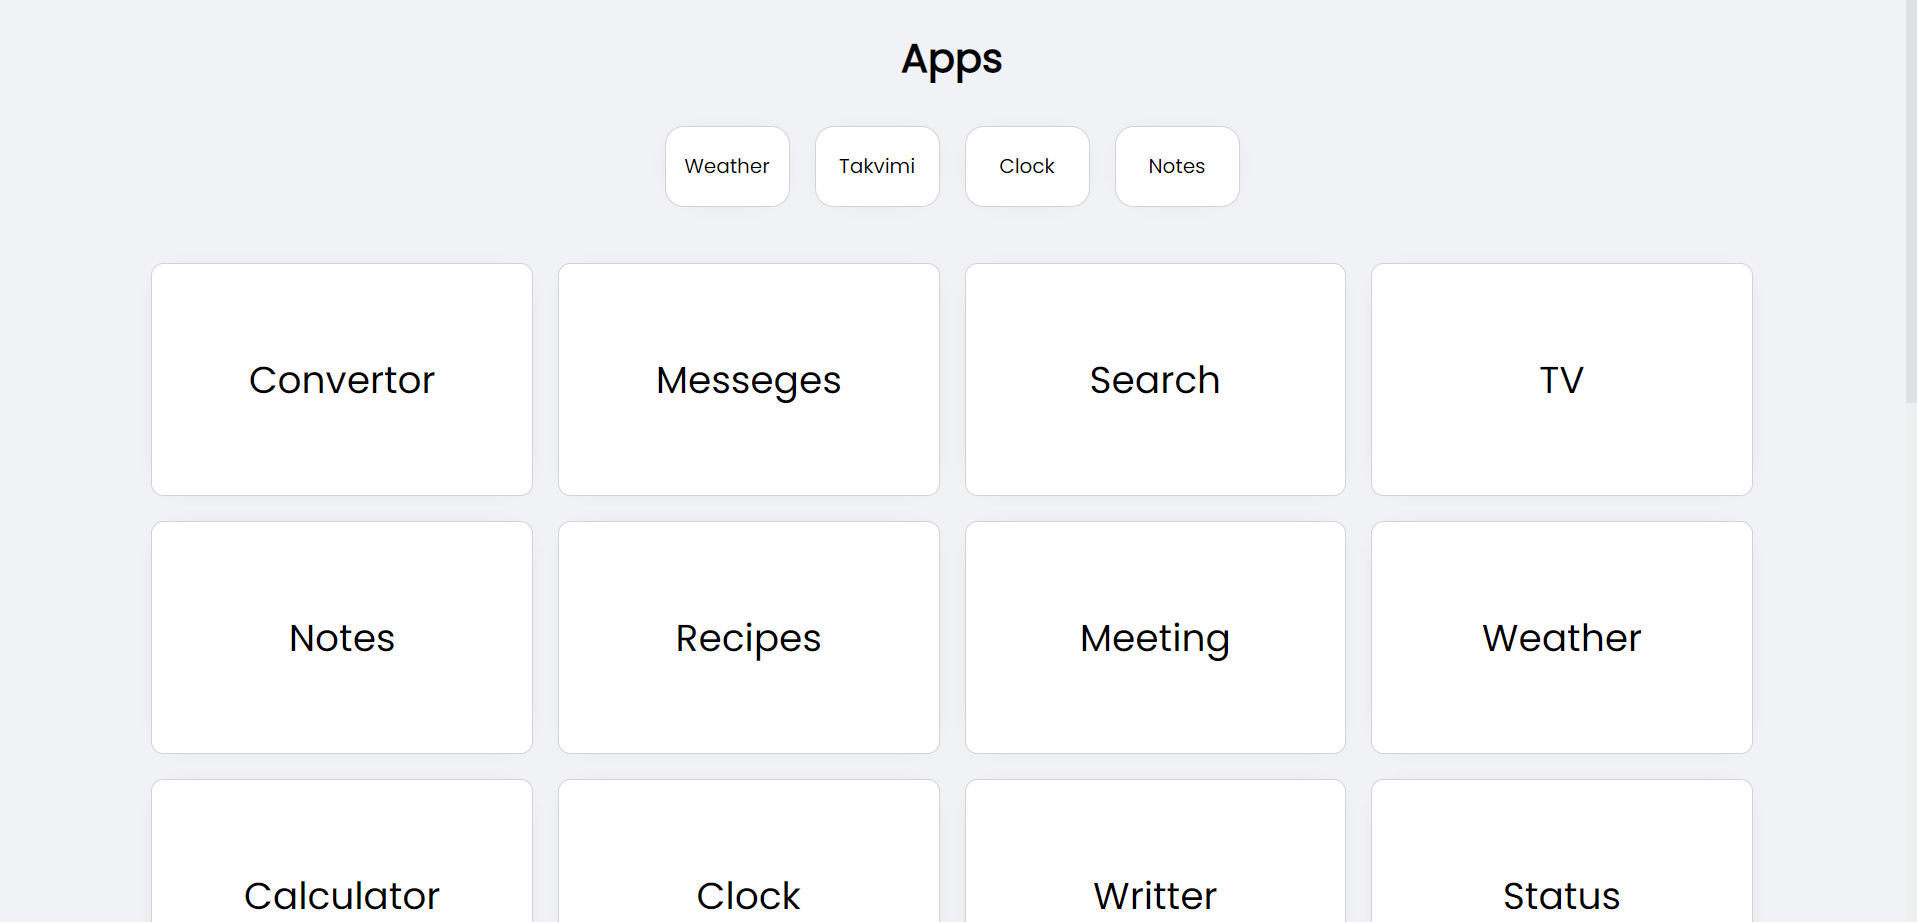 Apps
Weather Takvimi Clock Notes
Convertor Messeges Search TV
Notes Recipes Meeting Weather
Calculator Clock Writter Status